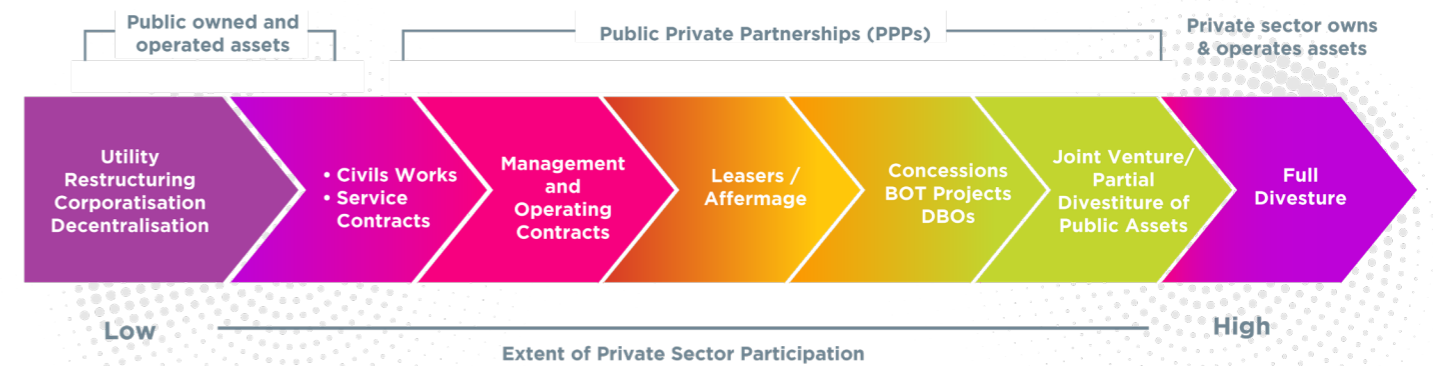 Public owned and
operated assets
Public Private Partnerships (PPPs)
Private sector owns
& operates assets
Utility
Restructuring
Corporatisation
Decentralisation
• Civils Works
• Service
Contracts
Management
and
Operating
Contracts
Leasers /
Affermage
Concessions
BOT Projects
DBOs
Joint Venture/
Partial
Divestiture of
Public Assets
Full
Divesture
Low
High
Extent of Private Sector Participation